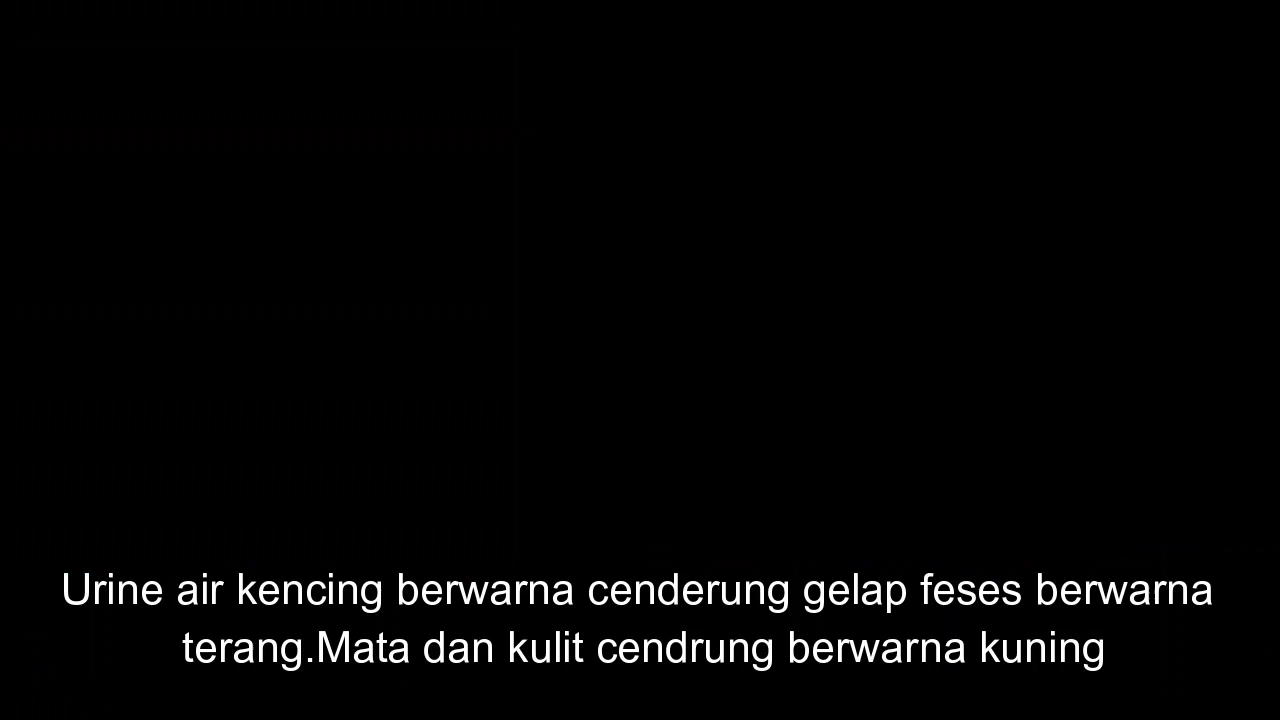 Urine air kencing berwarna cenderung gelap feses berwarna
terang.Mata dan kulit cendrung berwarna kuning